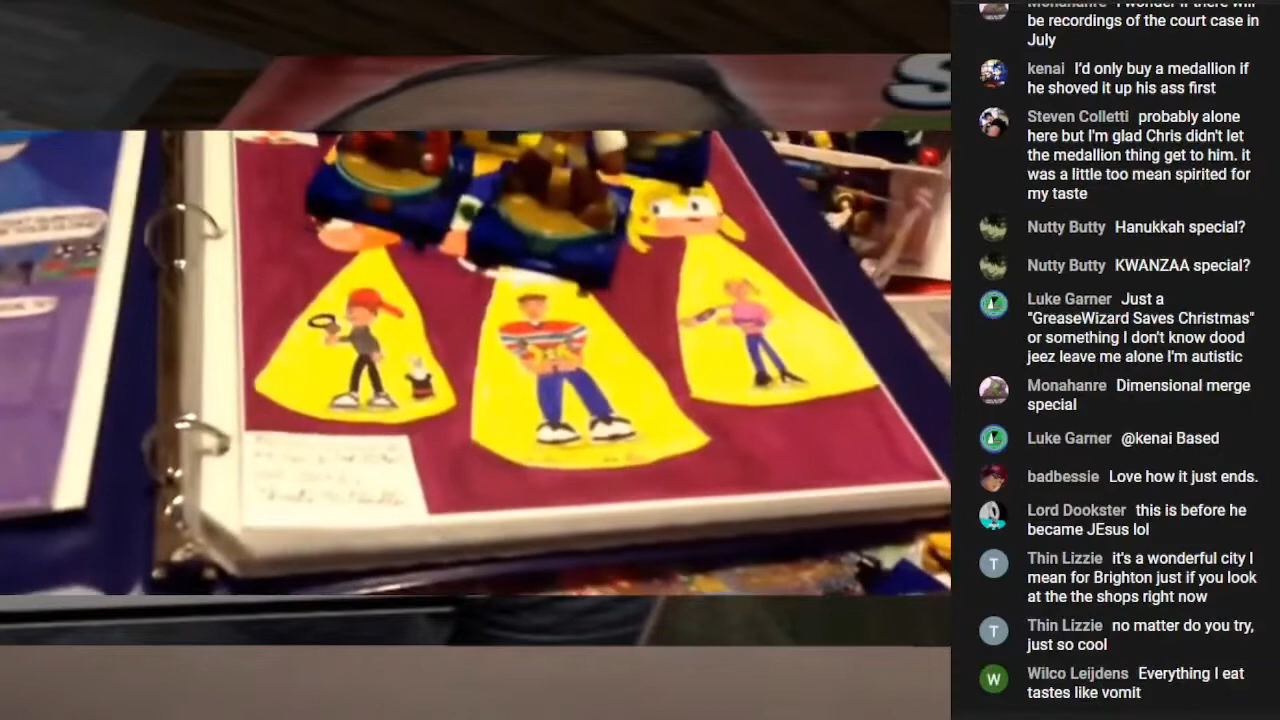 Monahanre I wonder if there will
be recordings of the court case in
July
kenai I'd only buy a medallion if
he shoved it up his ass first
Steven Colletti probably alone
here but I'm glad Chris didn't let
the medallion thing get to him. it
was a little too mean spirited for
my taste
Nutty Butty Hanukkah special?
Nutty Butty KWANZAA special?
Luke Garner Just a
"GreaseWizard Saves Christmas"
or something I don't know dood
jeez leave me alone I'm autistic
Monahanre Dimensional merge
special
Luke Garner @kenai Based
badbessie Love how it just ends.
Lord Dookster this is before he
became JEsus lol
T
Thin Lizzie it's a wonderful city I
mean for Brighton just if you look
at the the shops right now
T
Thin Lizzie no matter do you try,
just so cool
W
Wilco Leijdens Everything I eat
tastes like vomit